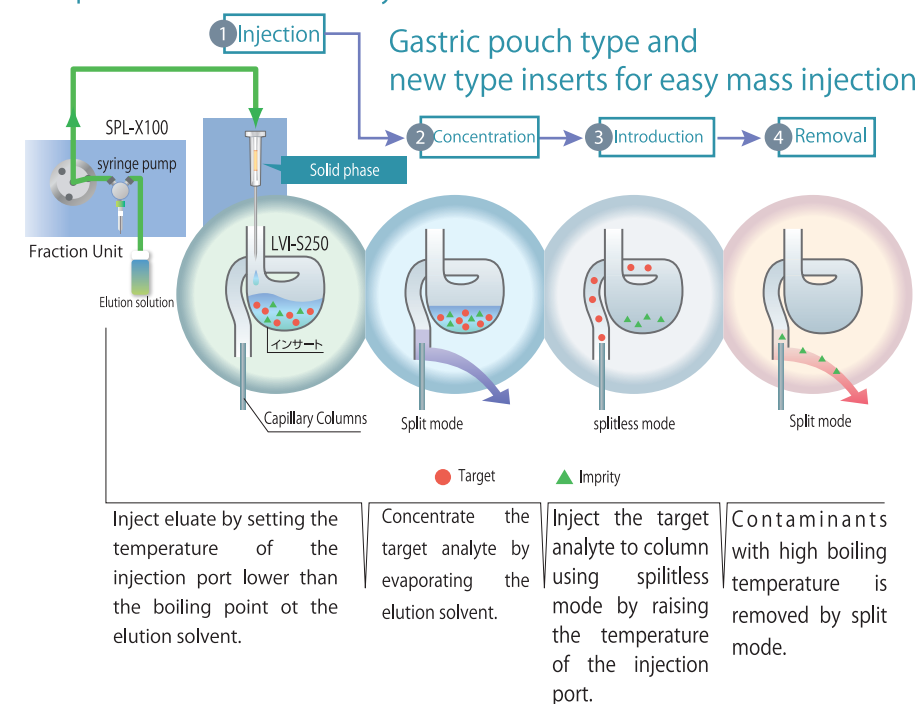 1 Injection
Gastric pouch type and
new type inserts for easy mass injection
2 Concentration
3 Introduction
4 Removal
SPL-X100
syringe pump
Solid phase
Fraction Unit
LVI-S250
Elution solution
インサート
Capillary Columns
Split mode
splitless mode
Split mode
Target
Imprity
Inject eluate by setting the
temperature of the
injection port lower than
the boiling point ot the
elution solvent.
Concentrate the
target analyte by
evaporating the
elution solvent.
Inject the target
analyte to column
using spilitless
mode by raising
the temperature
of the injection
port.
Contaminants
with high boiling
temperature is
removed by split
mode.